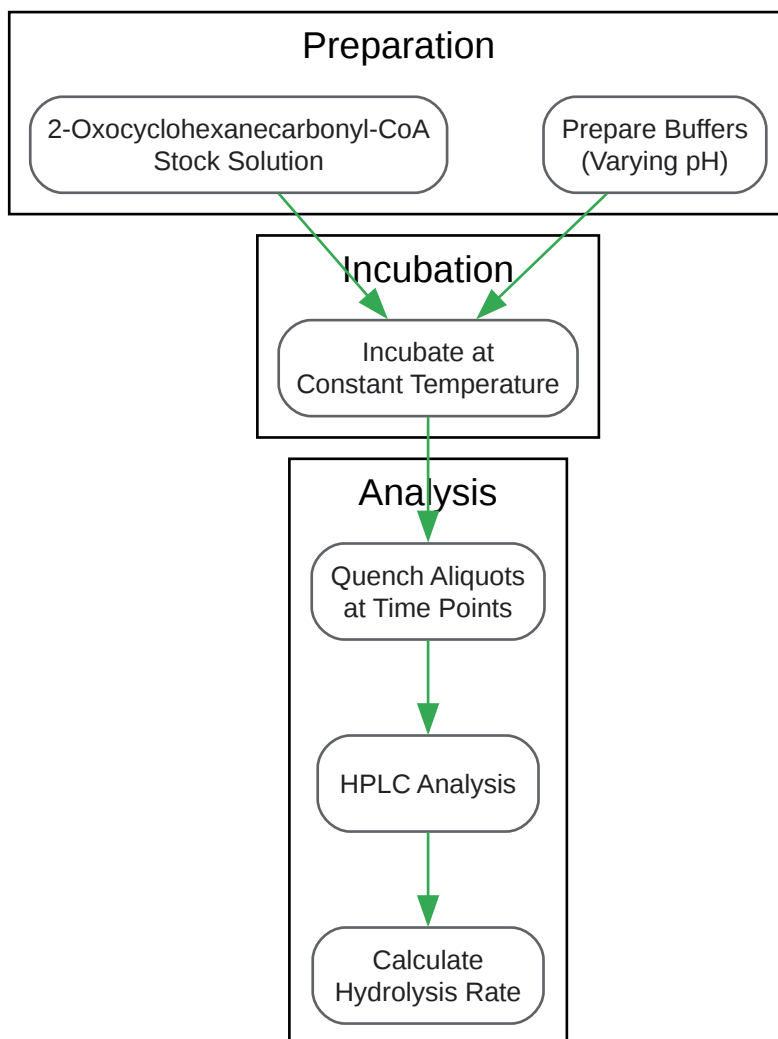 Preparation
2-Oxocyclohexanecarbonyl-CoA
Stock Solution
Prepare Buffers
(Varying pH)
Incubation
Incubate at
Constant Temperature
Analysis
Quench Aliquots
at Time Points
HPLC Analysis
Calculate
Hydrolysis Rate